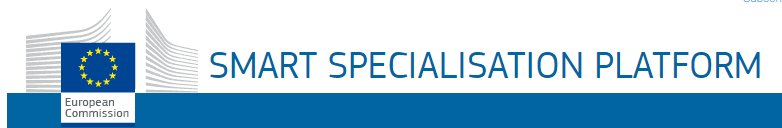 SMART SPECIALISATION PLATFORM
European
Commission